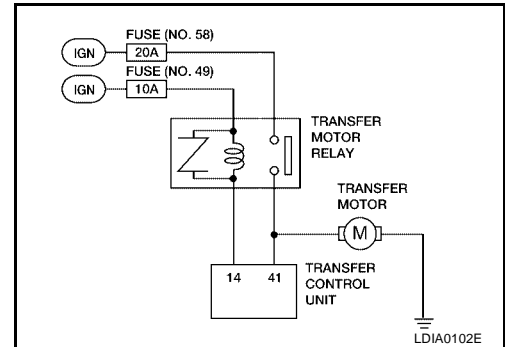 FUSE (NO. 58)
IGN
20A
FUSE (NO. 49)
IGN
10A
TRANSFER
MOTOR
RELAY
TRANSFER
MOTOR
M
14
41
TRANSFER
CONTROL
UNIT
LDIA0102E